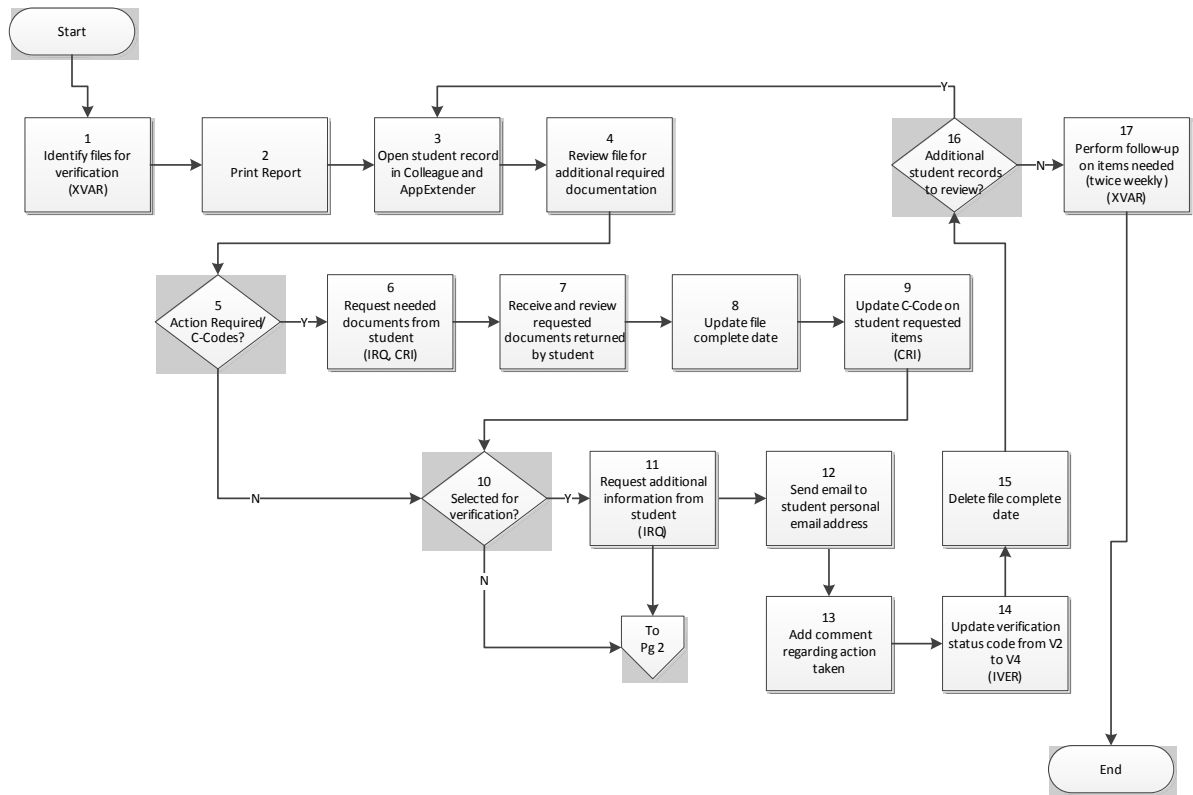 Start
1
Identify files for
verification
(XVAR)
2
Print Report
3
Open student record
in Colleague and
AppExtender
4
Review file for
additional required
documentation
Y
16
Additional
student records
to review?
N
17
Perform follow-up
on items needed
(twice weekly)
(XVAR)
5
Action Required/
C-Codes?
Y
6
Request needed
documents from
student
(IRQ, CRI)
7
Receive and review
requested
documents returned
by student
8
Update file
complete date
9
Update C-Code on
student requested
items
(CRI)
N
10
Selected for
verification?
Y
11
Request additional
information from
student
(IRQ)
12
Send email to
student personal
email address
15
Delete file complete
date
N
To
Pg 2
13
Add comment
regarding action
taken
14
Update verification
status code from V2
to V4
(IVER)
End